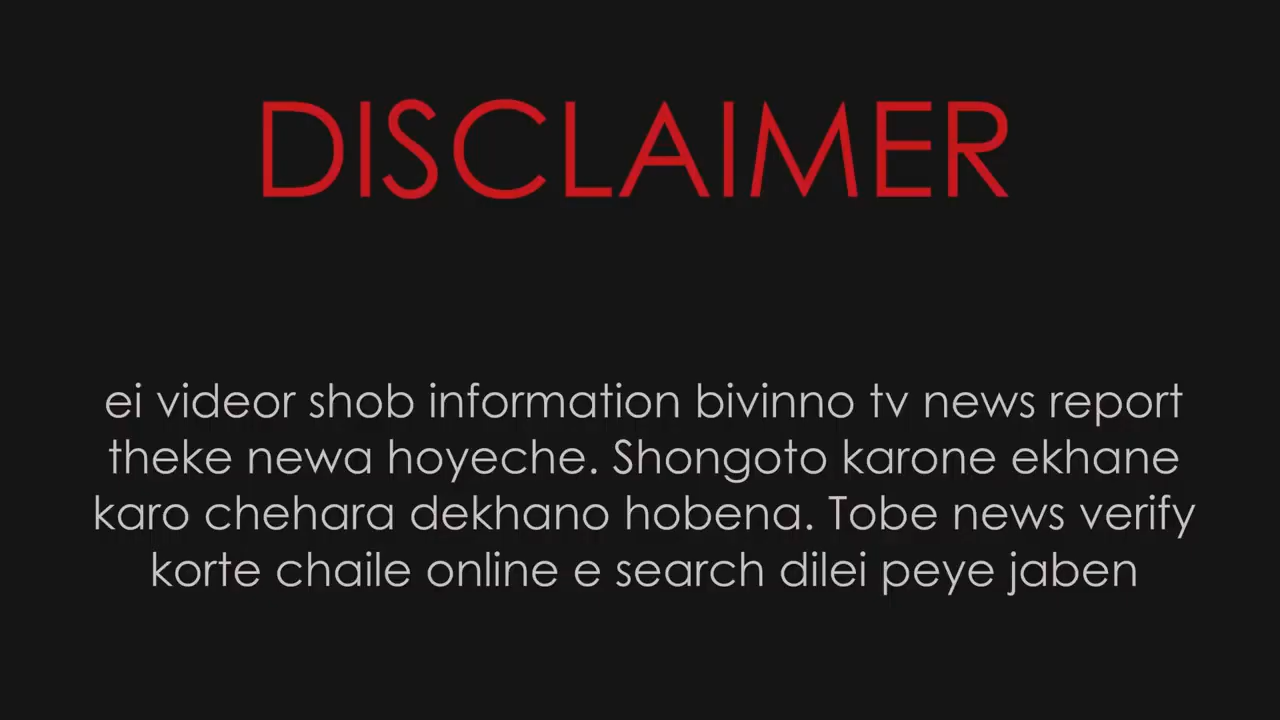 DISCLAIMER
ei videor shob information bivinno tv news report
theke newa hoyeche. Shongoto karone ekhane
karo chehara dekhano hobena. Tobe news verify
korte chaile online e search dilei peye jaben